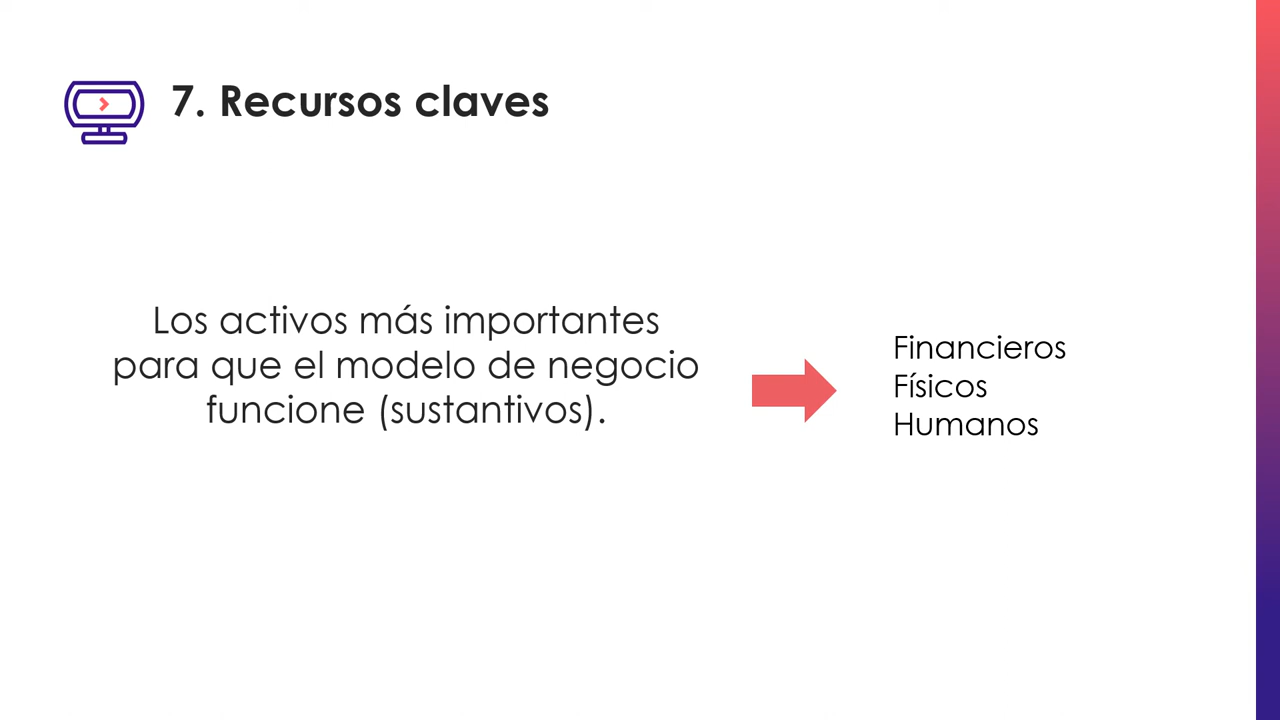 7. Recursos claves
Los activos más importantes
para que el modelo de negocio
funcione (sustantivos).
Financieros
Físicos
Humanos